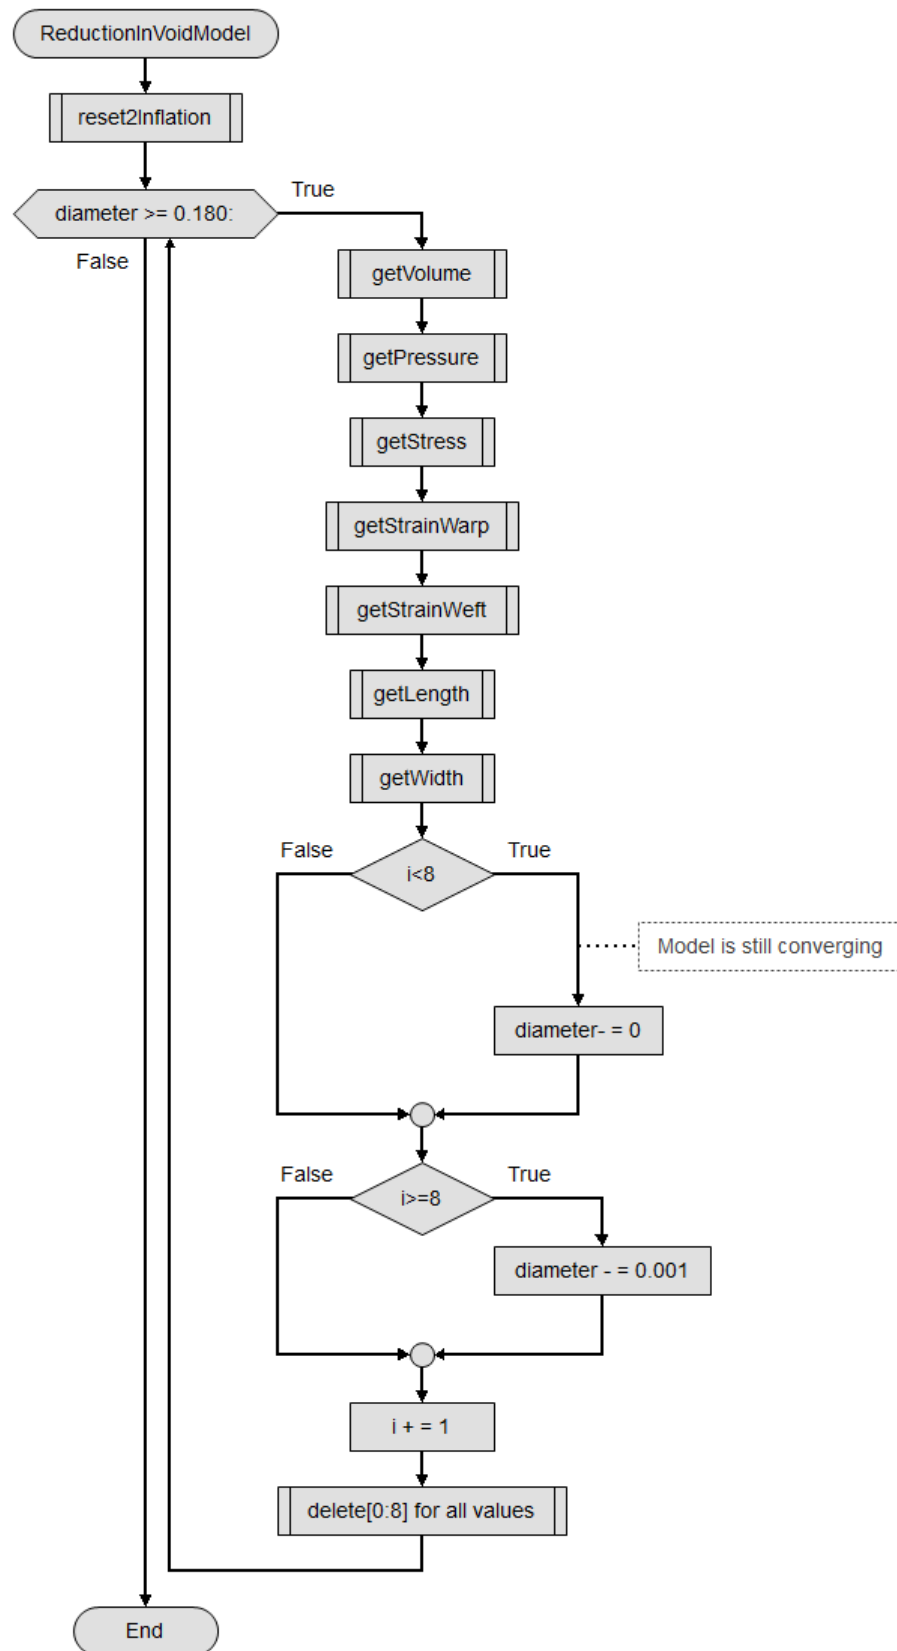 ReductionInVoidModel
reset2Inflation
diameter >= 0.180:
True
False
getVolume
getPressure
getStress
getStrainWarp
getStrainWeft
getLength
getWidth
False
True
i<8
Model is still converging
diameter- = 0
False
True
i>=8
diameter - = 0.001
i + = 1
delete[0:8] for all values
End